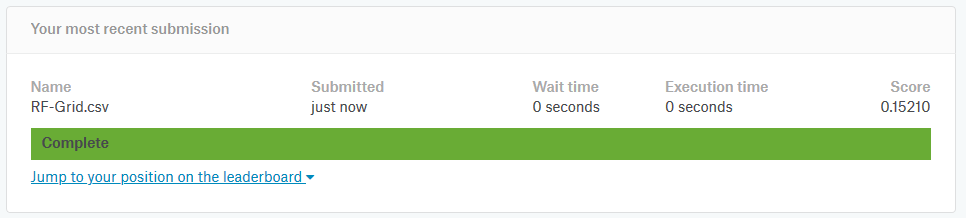 Your most recent submission
Name Submitted Wait time Execution time Score
RF-Grid.csv just now 0 seconds 0 seconds 0.15210
Complete
Jump to your position on the leaderboard